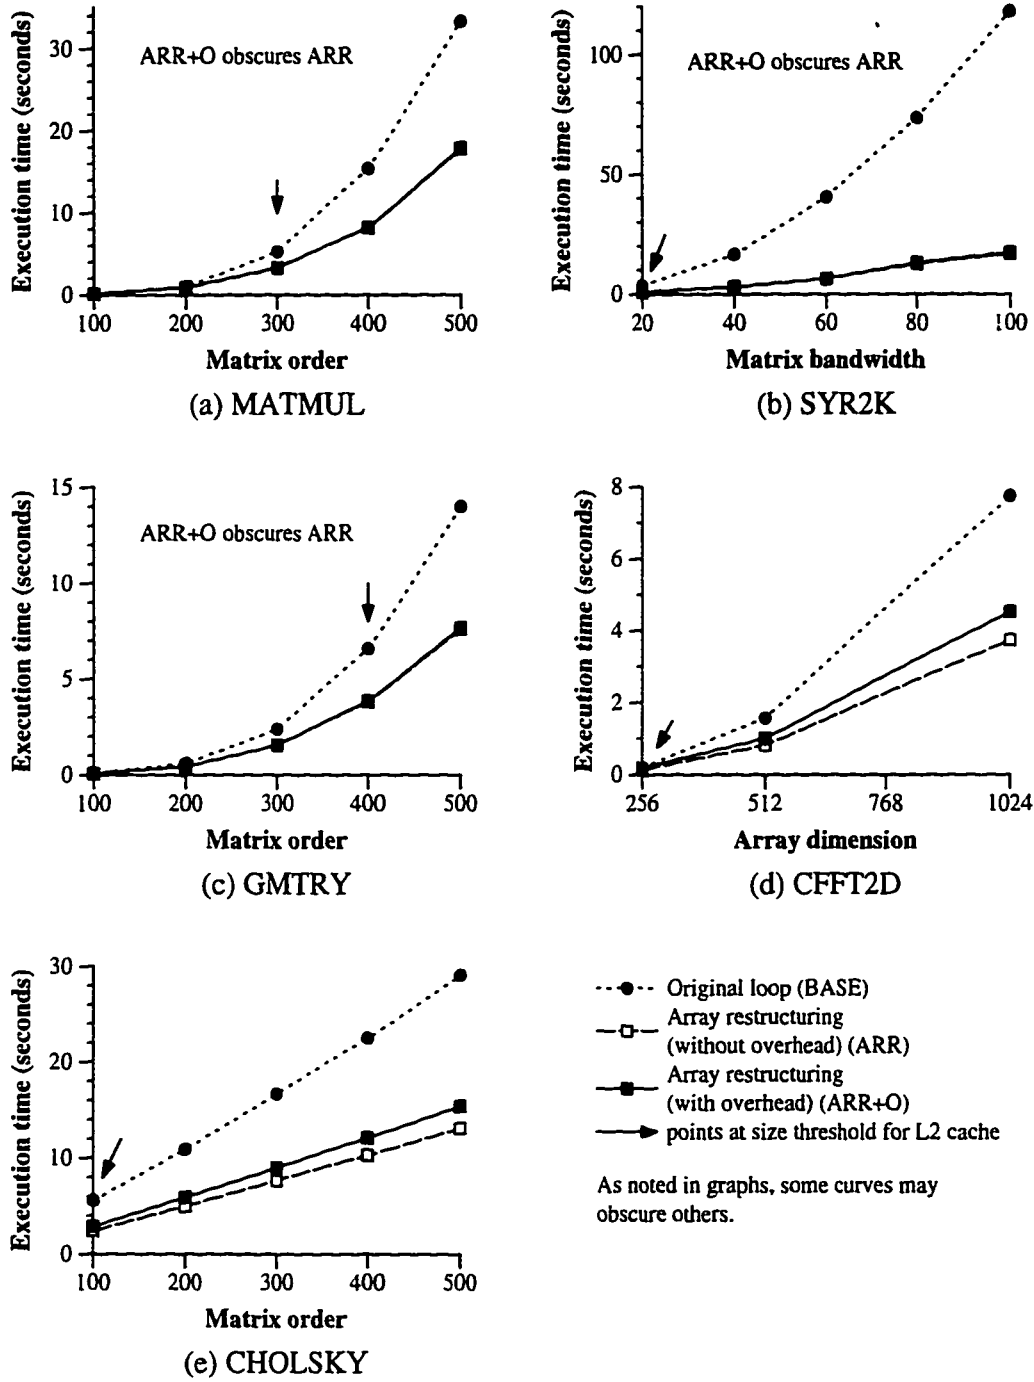 Execution time (seconds)
30
20
10
0
ARR+O obscures ARR
100 200 300 400 500
Matrix order
(a) MATMUL
Execution time (seconds)
100
50
0
ARR+O obscures ARR
20 40 60 80 100
Matrix bandwidth
(b) SYR2K
Execution time (seconds)
15
10
5
0
ARR+O obscures ARR
100 200 300 400 500
Matrix order
(c) GMTRY
Execution time (seconds)
8
6
4
2
0
256 512 768 1024
Array dimension
(d) CFFT2D
Execution time (seconds)
30
20
10
0
100 200 300 400 500
Matrix order
(e) CHOLSKY
Original loop (BASE)
Array restructuring
(without overhead) (ARR)
Array restructuring
(with overhead) (ARR+O)
points at size threshold for L2 cache
As noted in graphs, some curves may
obscure others.